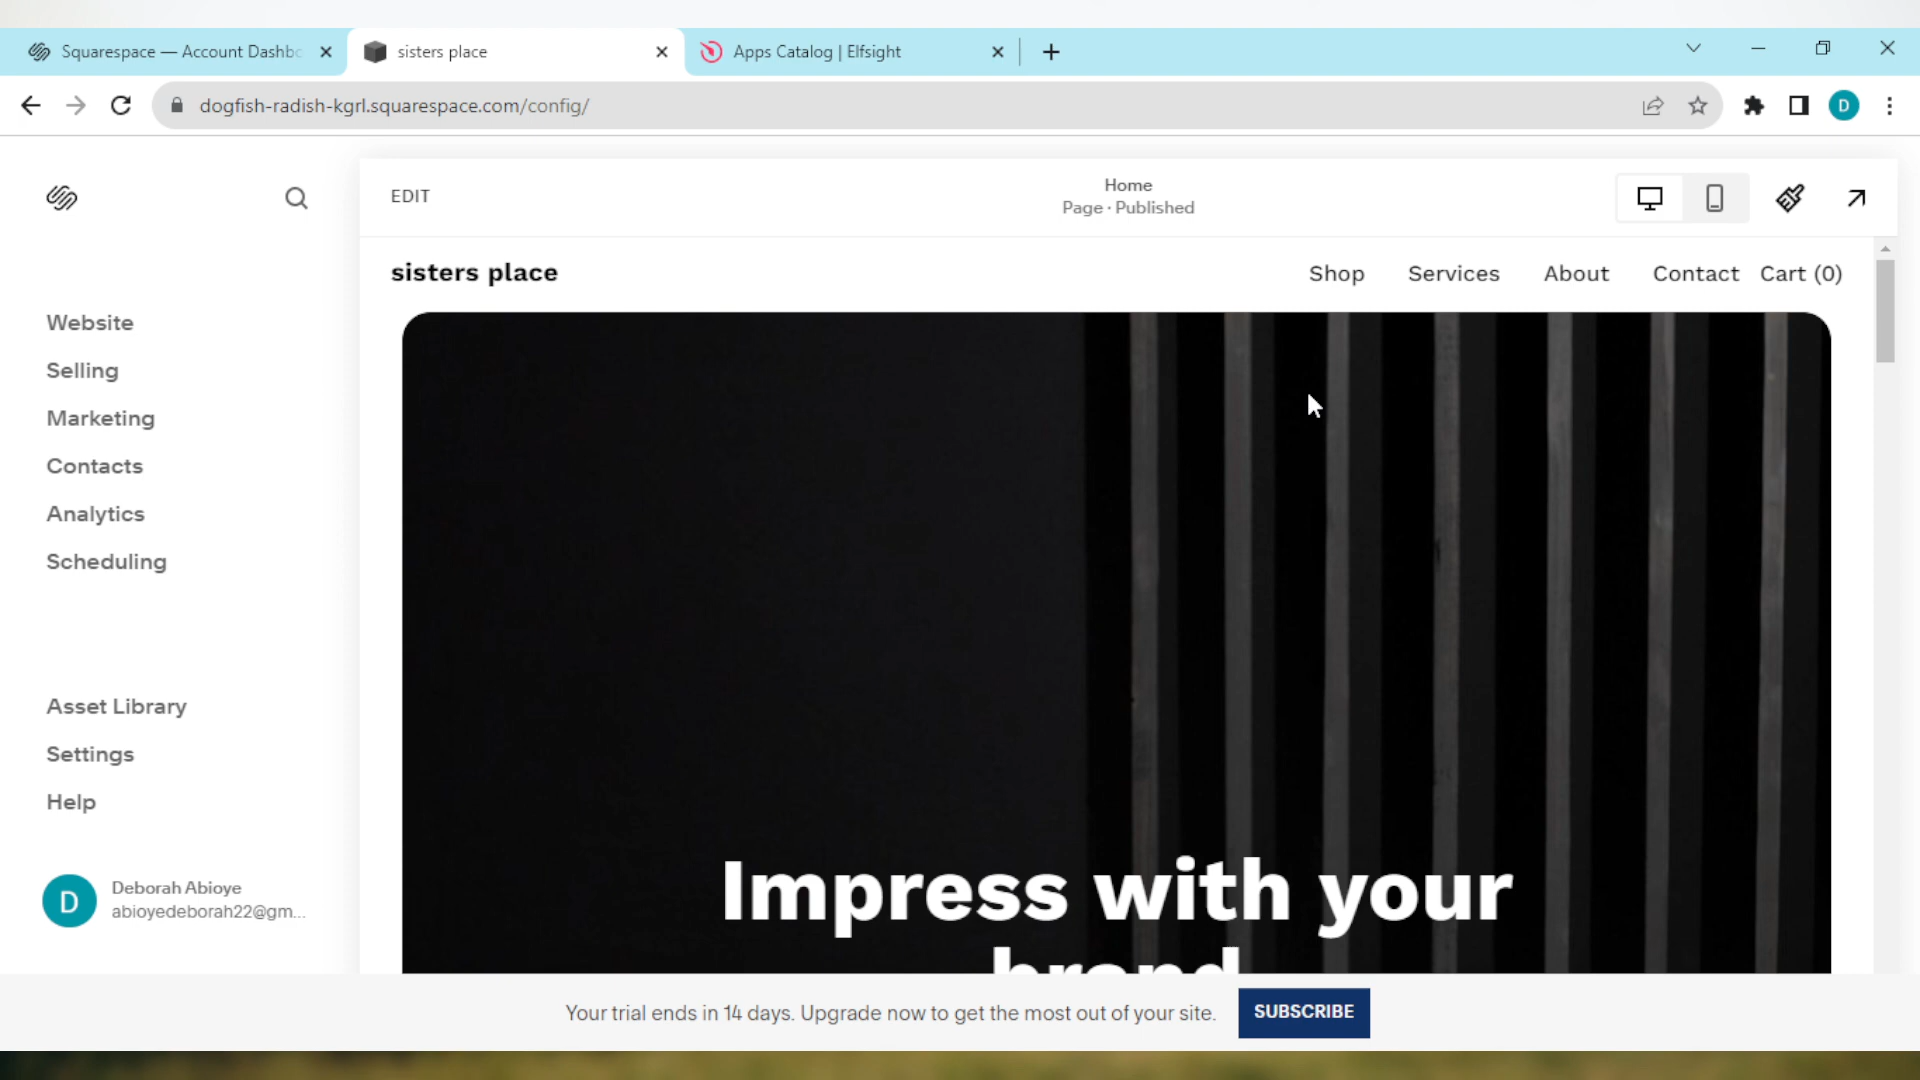 Squarespace — Account Dashbo
sisters place
Apps Catalog | Elfsight
dogfish-radish-kgrl.squarespace.com/config/
D
EDIT
Home
Page · Published
sisters place
Shop
Services
About
Contact
Cart (0)
Website
Selling
Marketing
Contacts
Analytics
Scheduling
Asset Library
Settings
Help
D
Deborah Abioye
abioyedeborah22@gm...
Impress with your
brand
Your trial ends in 14 days. Upgrade now to get the most out of your site.
SUBSCRIBE